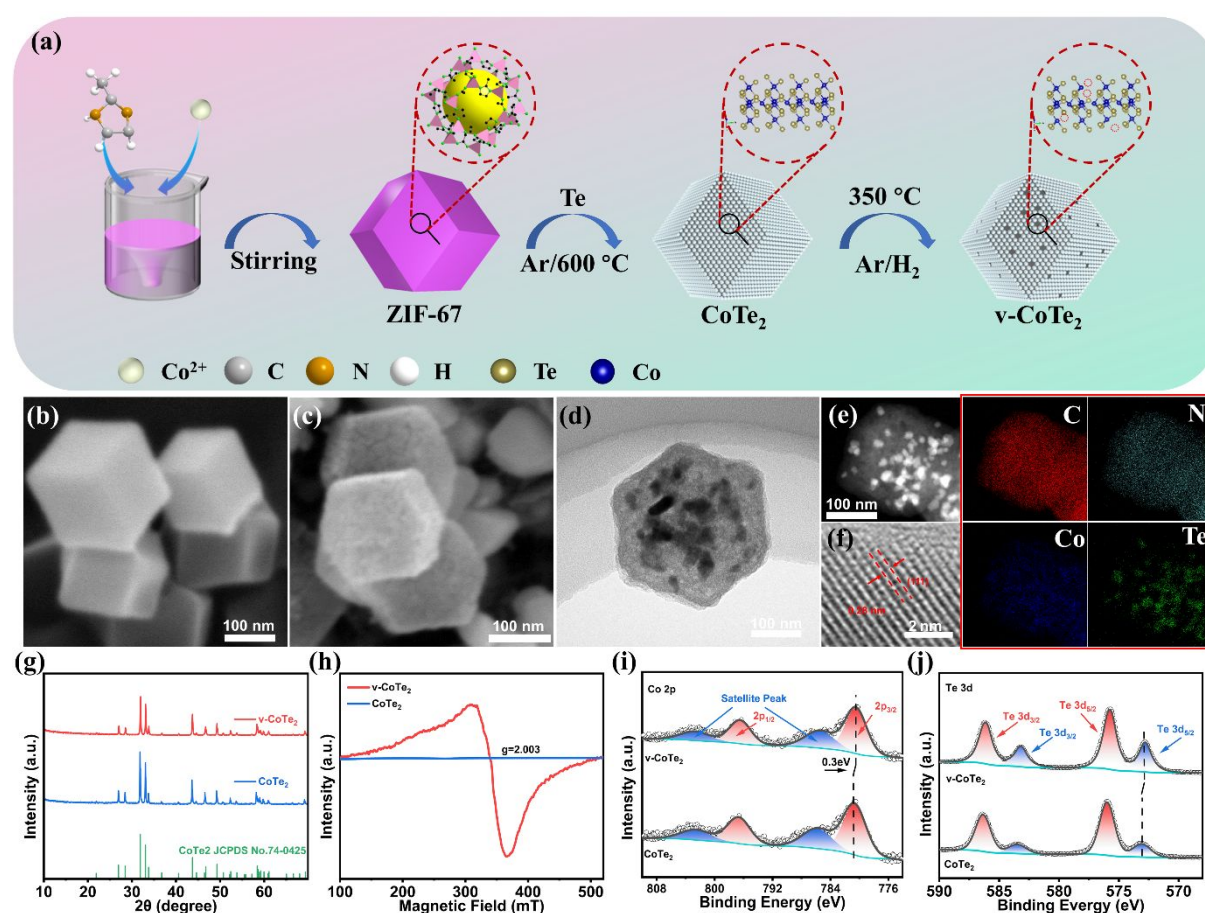 (a)
Stirring
ZIF-67
Te
Ar/600 °C
CoTe₂
350 °C
Ar/H₂
v-CoTe₂
Co²⁺ C N H Te Co
(b)
100 nm
(c)
100 nm
(d)
100 nm
(e)
100 nm
C
N
(f)
(111)
0.28 nm
2 nm
Co
Te
(g)
v-CoTe₂
CoTe₂
CoTe2 JCPDS No.74-0425
Intensity (a.u.)
10 20 30 40 50 60
2θ (degree)
(h)
v-CoTe₂
CoTe₂
g=2.003
Intensity (a.u.)
100 200 300 400 500
Magnetic Field (mT)
(i)
Co 2p
Satellite Peak
2p₁/₂
2p₃/₂
v-CoTe₂
0.3eV
CoTe₂
Intensity (a.u.)
808 800 792 784 776
Binding Energy (eV)
(j)
Te 3d
Te 3d₃/₂
Te 3d₃/₂
Te 3d₅/₂
Te 3d₅/₂
v-CoTe₂
CoTe₂
Intensity (a.u.)
590 585 580 575 570
Binding Evergy (eV)